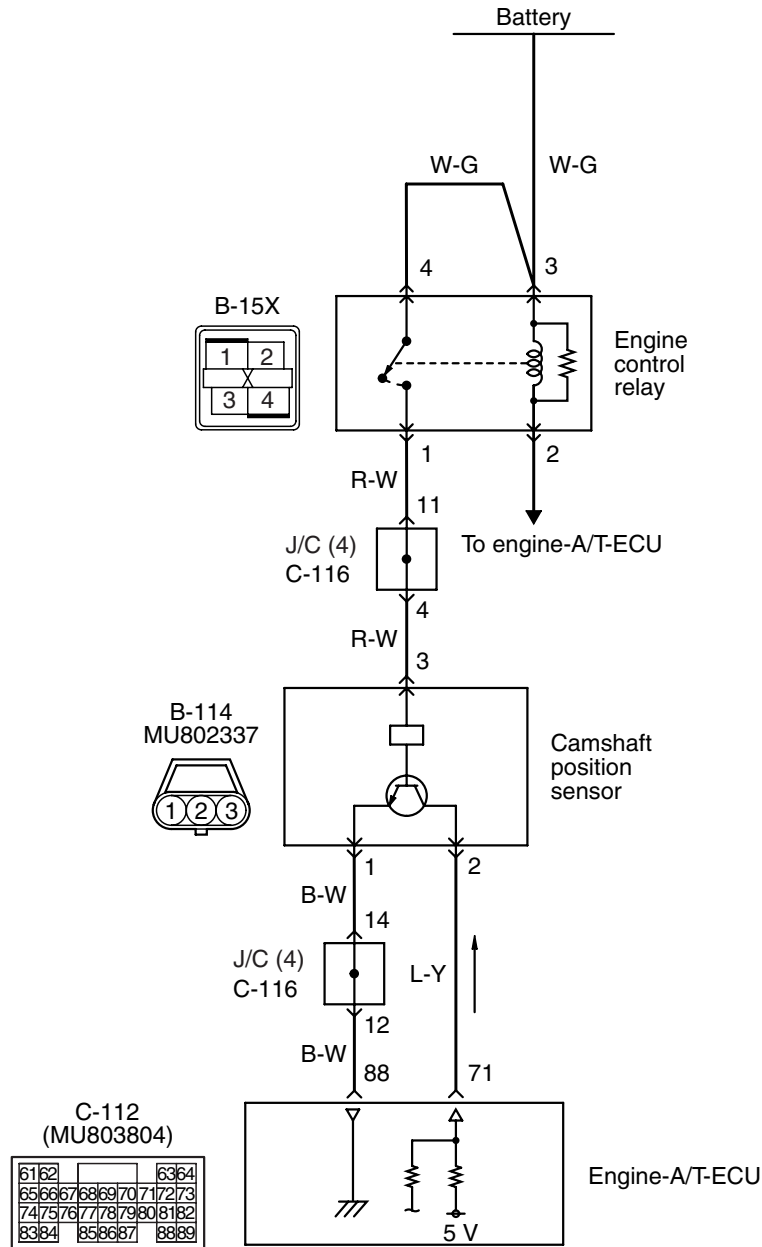 Battery
W-G
W-G
4
3
B-15X
1 2
3 4
Engine
control
relay
1
2
R-W
11
J/C (4)
C-116
To engine-A/T-ECU
4
R-W
3
B-114
MU802337
1 2 3
Camshaft
position
sensor
1
2
B-W
14
J/C (4)
C-116
L-Y
12
B-W
88
71
C-112
(MU803804)
61 62 63 64
65 66 67 68 69 70 71 72 73
74 75 76 77 78 79 80 81 82
83 84 85 86 87 88 89
Engine-A/T-ECU
5 V